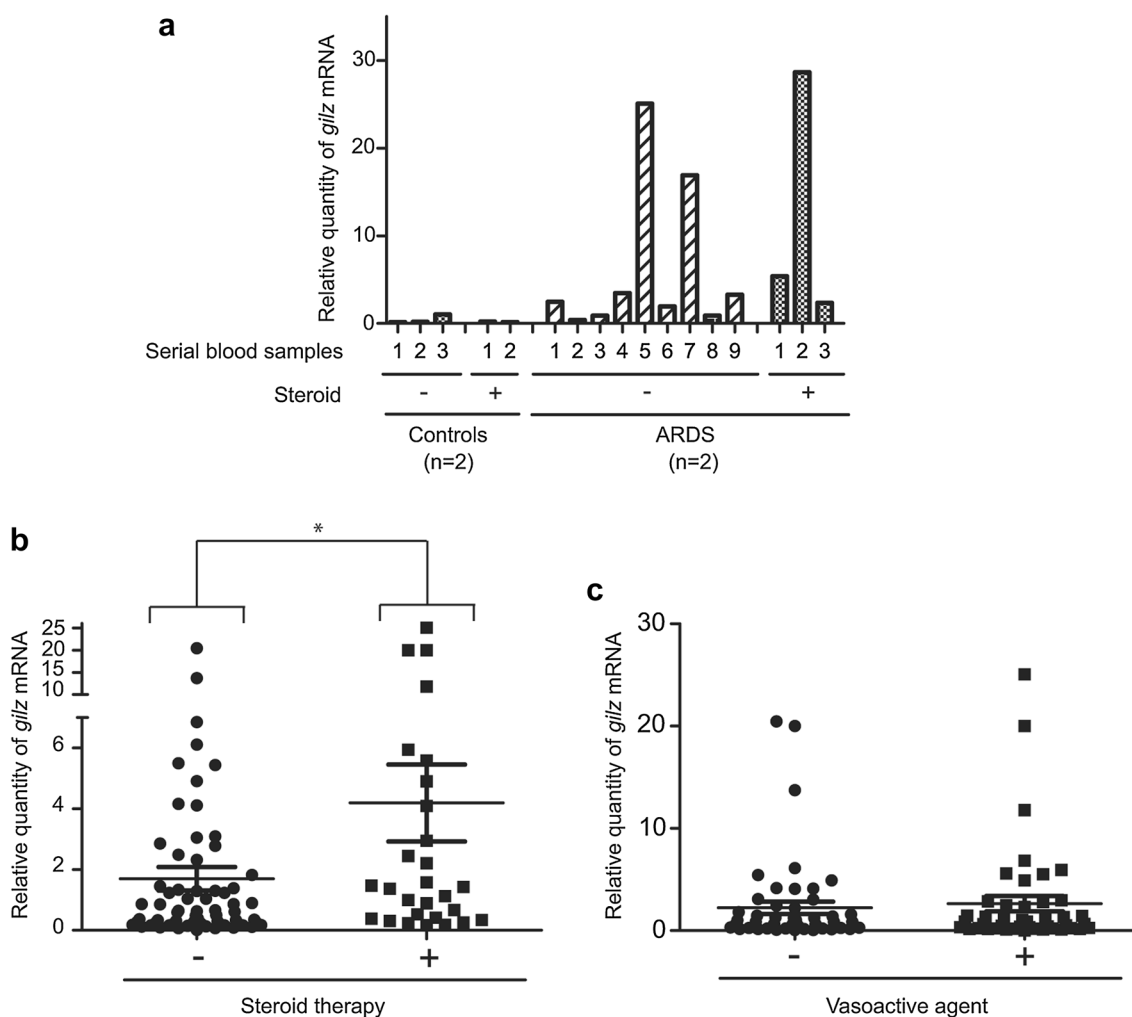 a
Relative quantity of gilz mRNA
30
20
10
0
Serial blood samples 1 2 3 1 2 1 2 3 4 5 6 7 8 9 1 2 3
Steroid - + - +
Controls ARDS
(n=2) (n=2)
b
*
Relative quantity of gilz mRNA
25
20
15
10
6
4
2
0
- +
Steroid therapy
c
Relative quantity of gilz mRNA
30
20
10
0
- +
Vasoactive agent